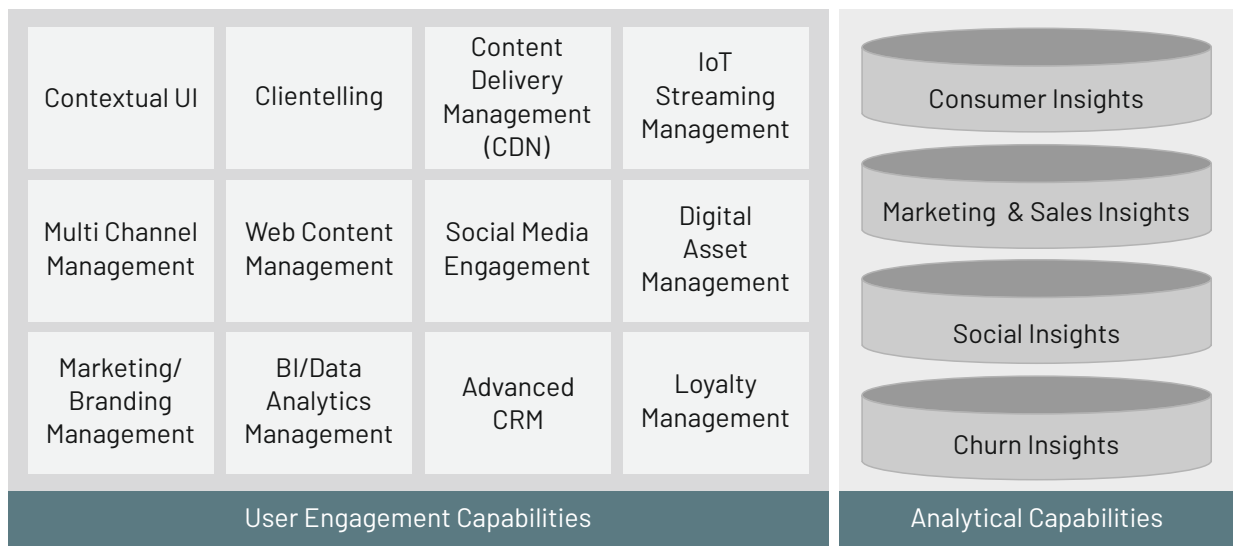 Contextual UI
Clientelling
Content
Delivery
Management
(CDN)
IoT
Streaming
Management
Multi Channel
Management
Web Content
Management
Social Media
Engagement
Digital
Asset
Management
Marketing/
Branding
Management
BI/Data
Analytics
Management
Advanced
CRM
Loyalty
Management
User Engagement Capabilities
Consumer Insights
Marketing & Sales Insights
Social Insights
Churn Insights
Analytical Capabilities